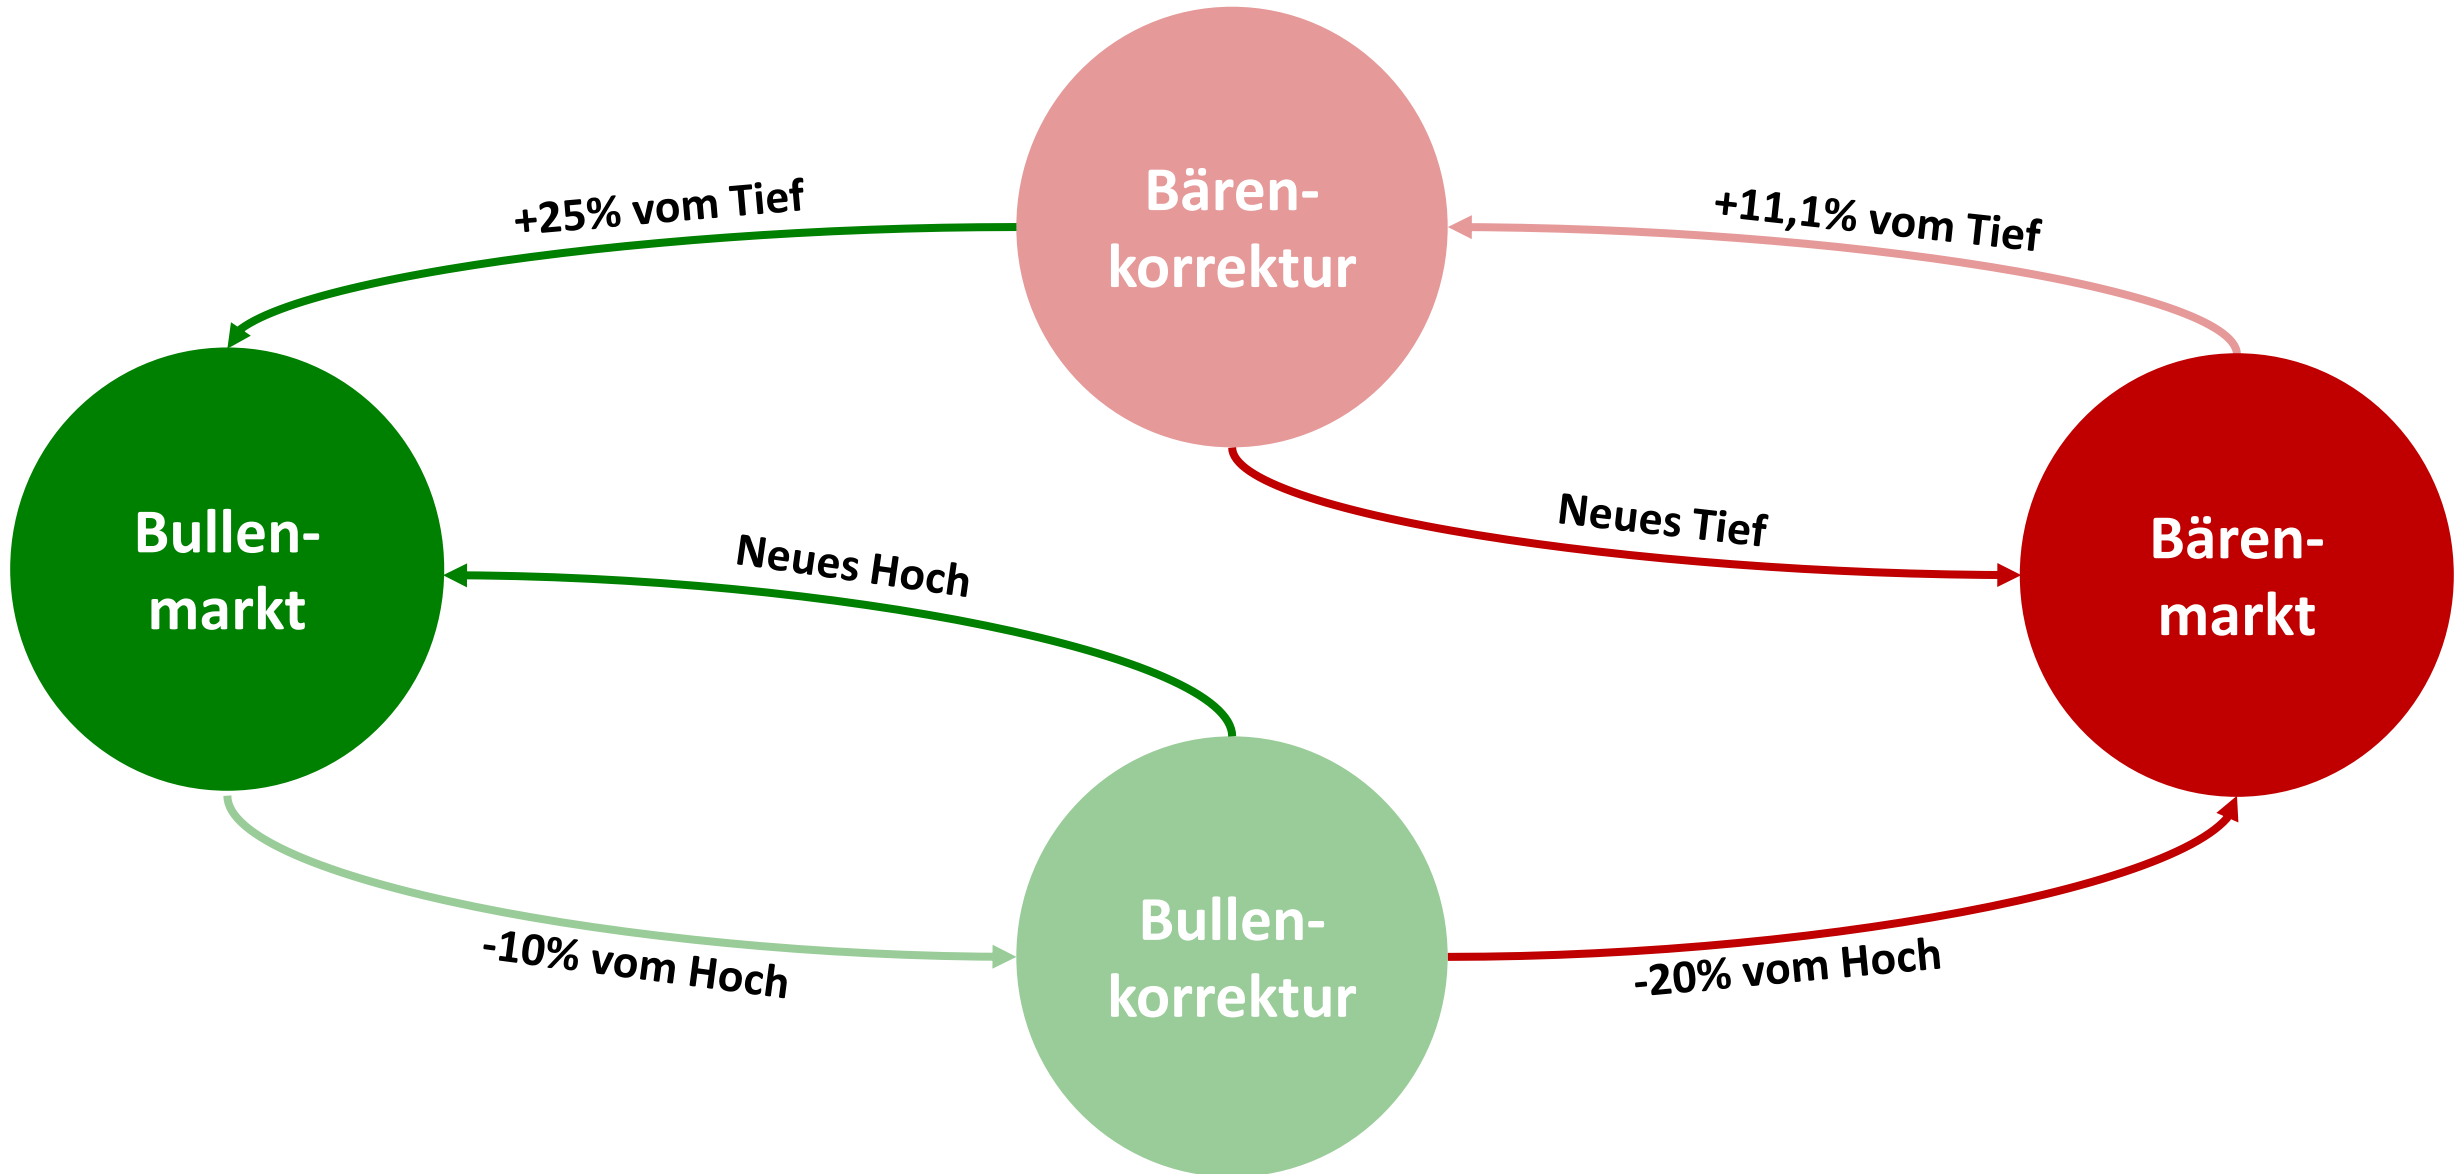 Bären-
korrektur
+25% vom Tief
+11,1% vom Tief
Bullen-
markt
Neues Hoch
Neues Tief
Bären-
markt
-10% vom Hoch
Bullen-
korrektur
-20% vom Hoch